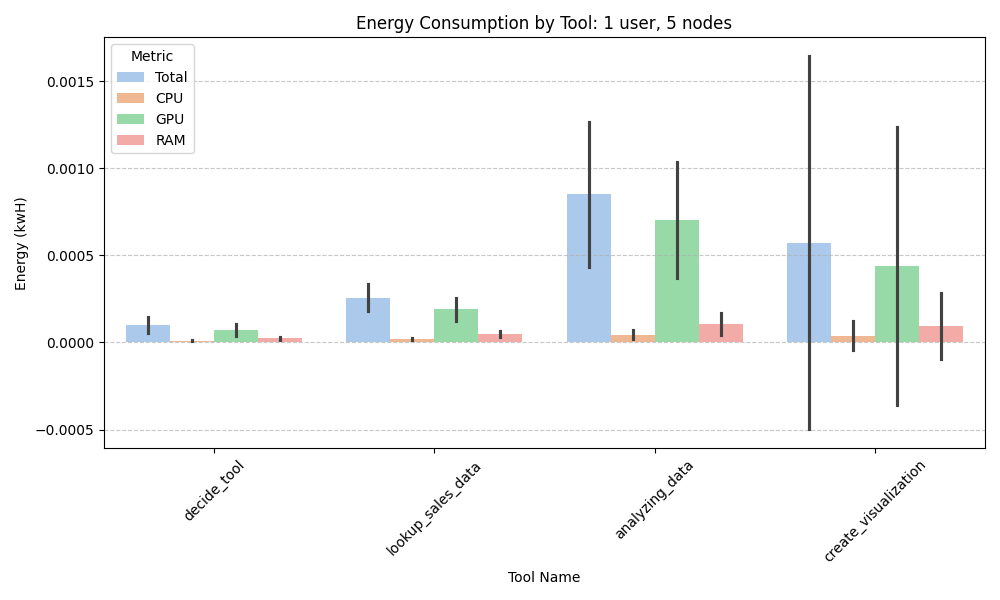 Energy Consumption by Tool: 1 user, 5 nodes
Metric
Total
CPU
GPU
RAM
Energy (kwH)
0.0015
0.0010
0.0005
0.0000
−0.0005
decide_tool
lookup_sales_data
analyzing_data
create_visualization
Tool Name